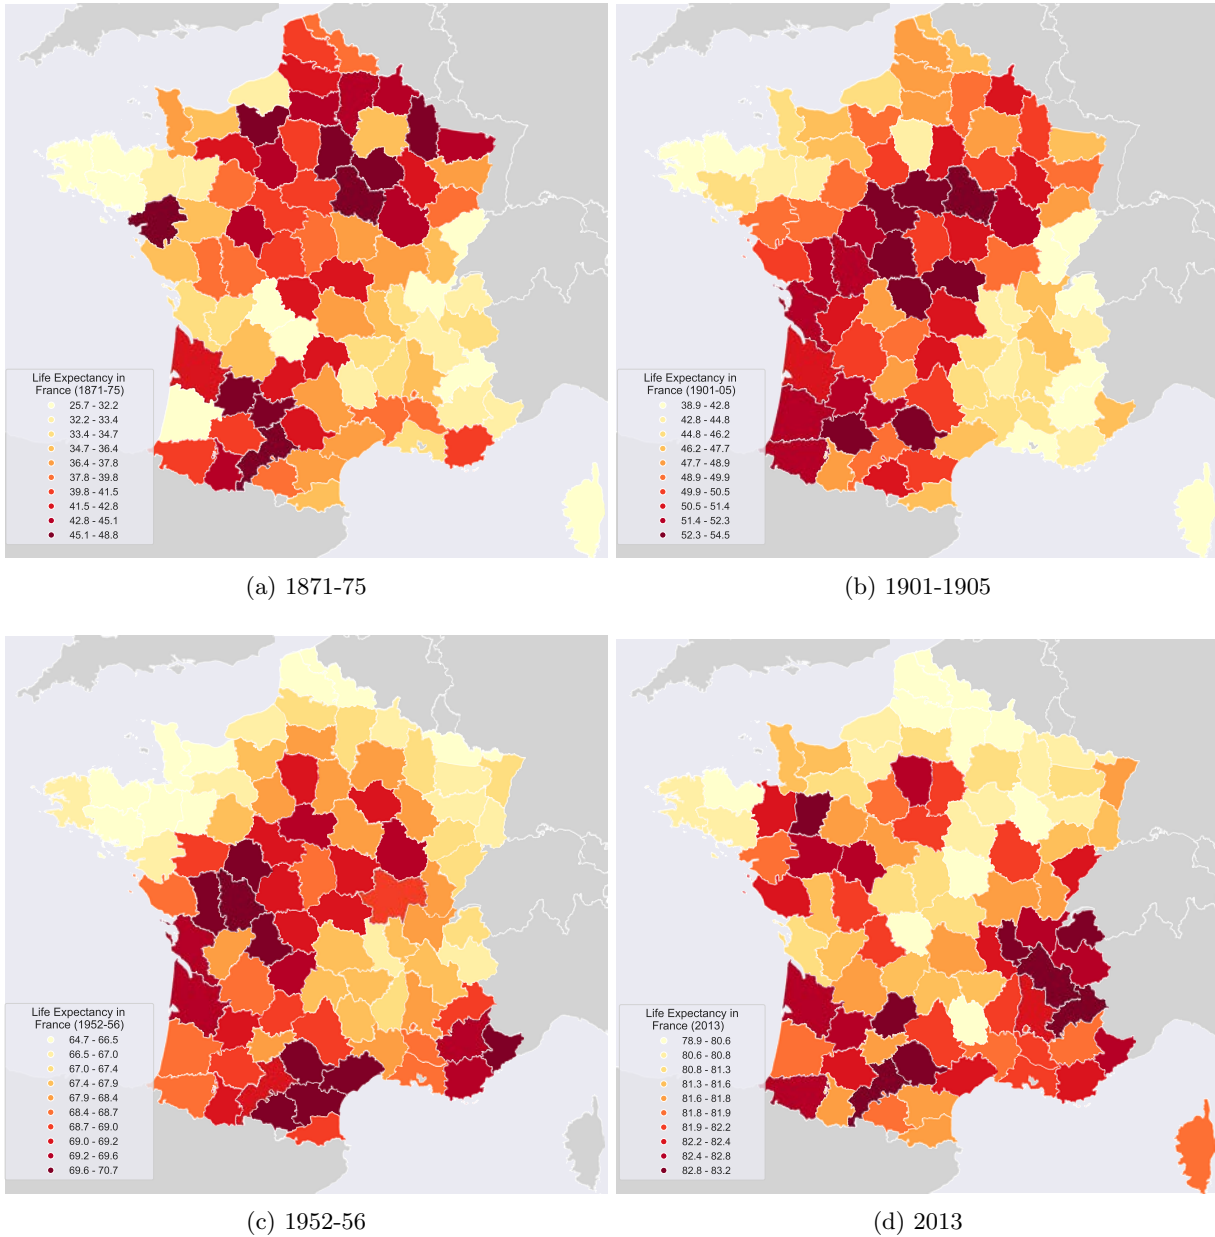 Life Expectancy in
France (1871-75)
25.7 - 32.2
32.2 - 33.4
33.4 - 34.7
34.7 - 36.4
36.4 - 37.8
37.8 - 39.8
39.8 - 41.5
41.5 - 42.8
42.8 - 45.1
45.1 - 48.8
(a) 1871-75
Life Expectancy in
France (1901-05)
38.9 - 42.8
42.8 - 44.8
44.8 - 46.2
46.2 - 47.7
47.7 - 48.9
48.9 - 49.9
49.9 - 50.5
50.5 - 51.4
51.4 - 52.3
52.3 - 54.5
(b) 1901-1905
Life Expectancy in
France (1952-56)
64.7 - 66.5
66.5 - 67.0
67.0 - 67.4
67.4 - 67.9
67.9 - 68.4
68.4 - 68.7
68.7 - 69.0
69.0 - 69.2
69.2 - 69.6
69.6 - 70.7
(c) 1952-56
Life Expectancy in
France (2013)
78.9 - 80.6
80.6 - 80.8
80.8 - 81.3
81.3 - 81.6
81.6 - 81.8
81.8 - 81.9
81.9 - 82.2
82.2 - 82.4
82.4 - 82.8
82.8 - 83.2
(d) 2013